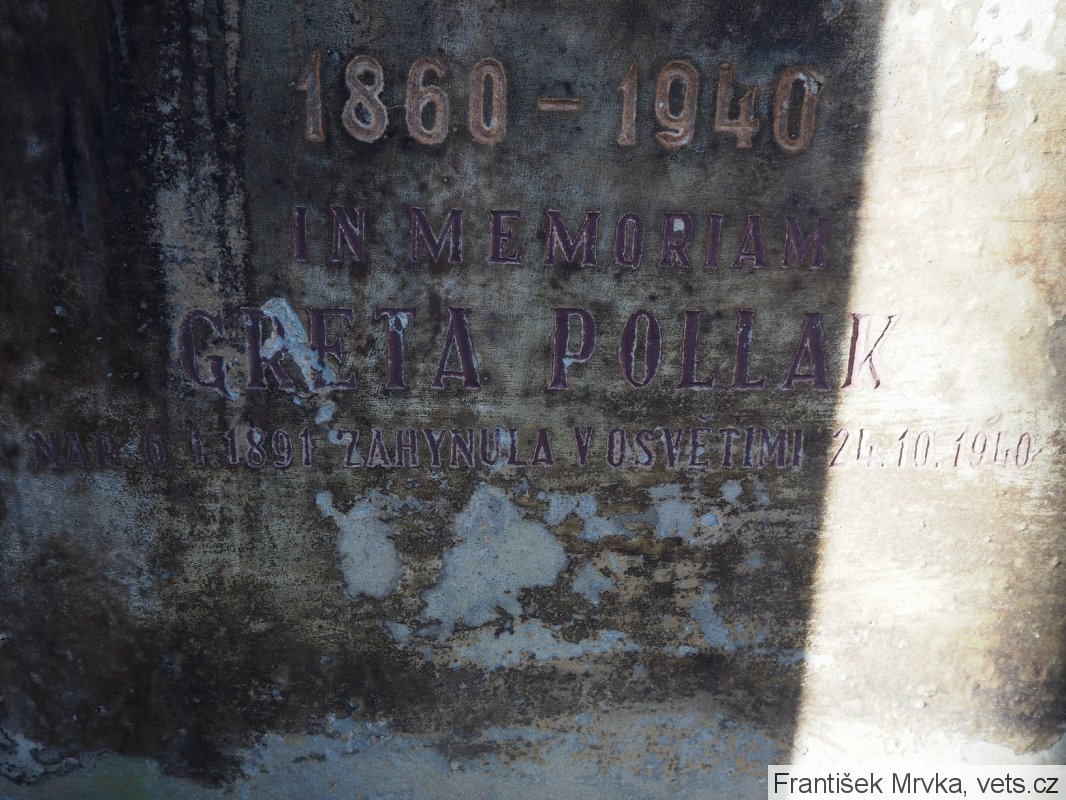 1860 – 1940
IN MEMORIAM
GRETA POLLAK
NAR. 6. 1. 1891 ZAHYNULA V OSVĚTIMI 24. 10. 1940
František Mrvka, vets.cz